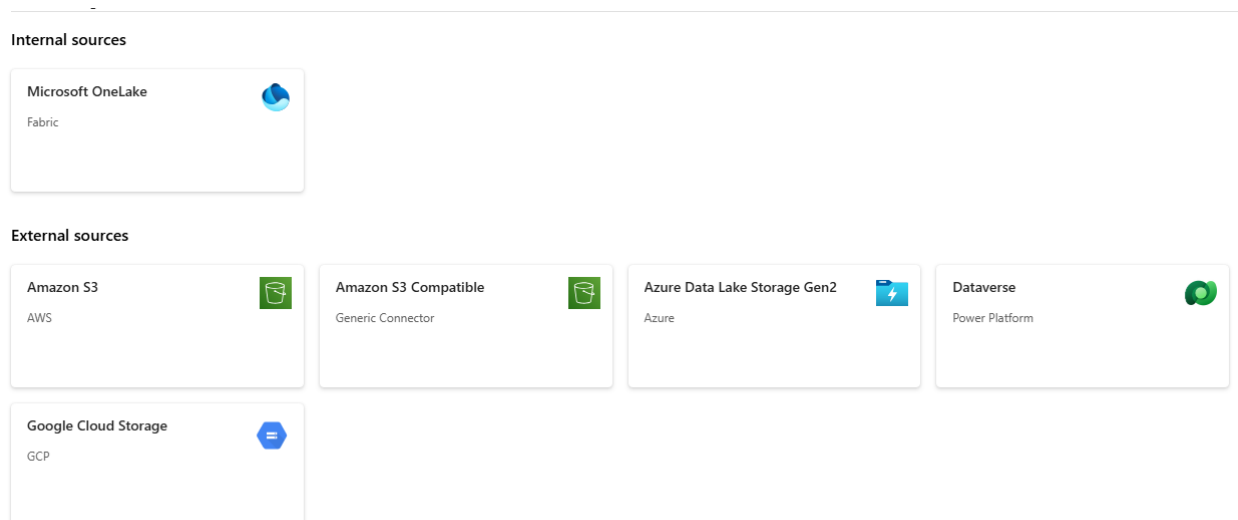 Internal sources
Microsoft OneLake
Fabric
External sources
Amazon S3
AWS
Amazon S3 Compatible
Generic Connector
Azure Data Lake Storage Gen2
Azure
Dataverse
Power Platform
Google Cloud Storage
GCP